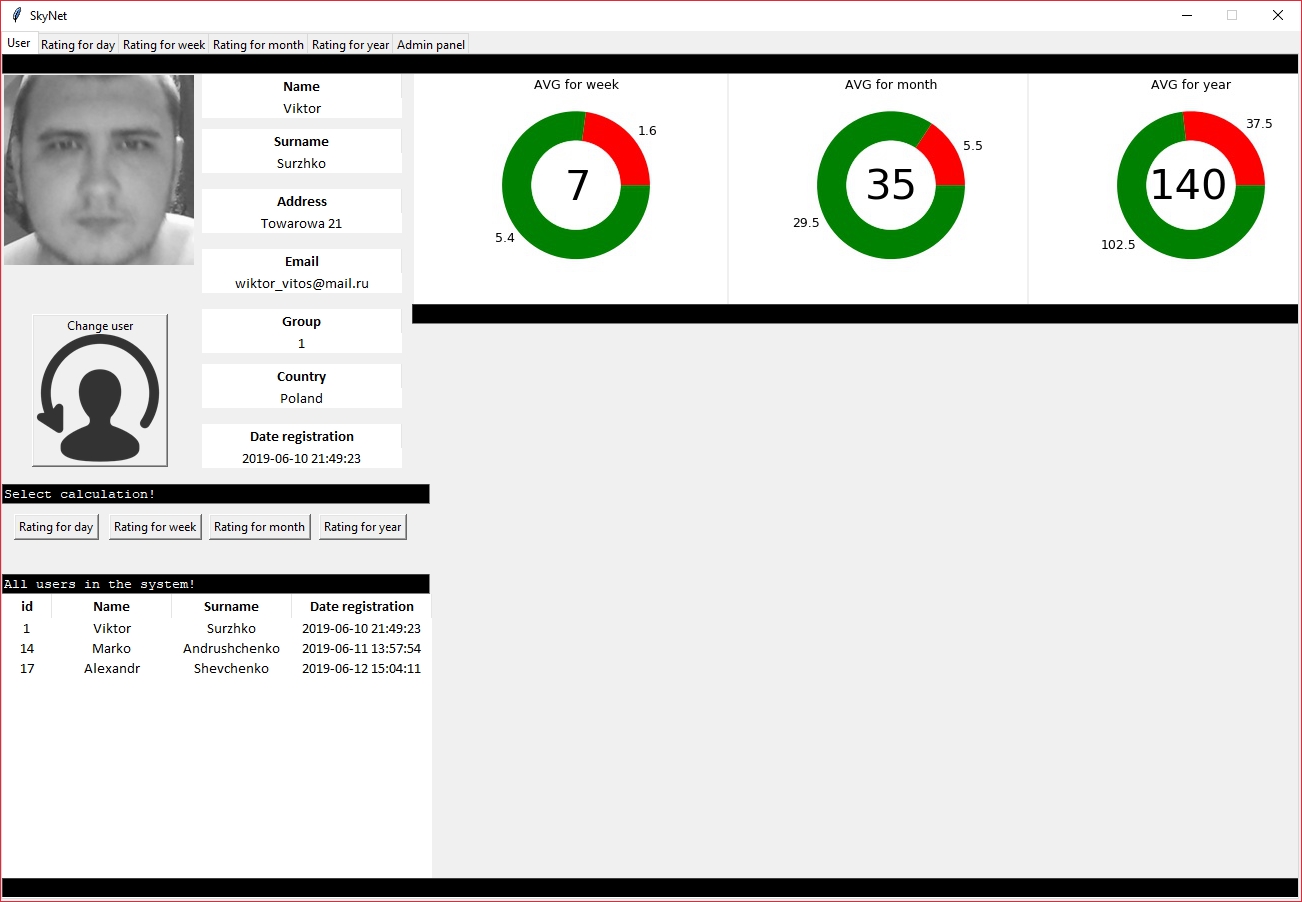 SkyNet
User Rating for day Rating for week Rating for month Rating for year Admin panel
Name
Viktor
Surname
Surzhko
Address
Towarowa 21
Email
wiktor_vitos@mail.ru
Group
1
Country
Poland
Date registration
2019-06-10 21:49:23
Change user
AVG for week
1.6
7
5.4
AVG for month
5.5
35
29.5
AVG for year
37.5
140
102.5
Select calculation!
Rating for day Rating for week Rating for month Rating for year
All users in the system!
id Name Surname Date registration
1 Viktor Surzhko 2019-06-10 21:49:23
14 Marko Andrushchenko 2019-06-11 13:57:54
17 Alexandr Shevchenko 2019-06-12 15:04:11